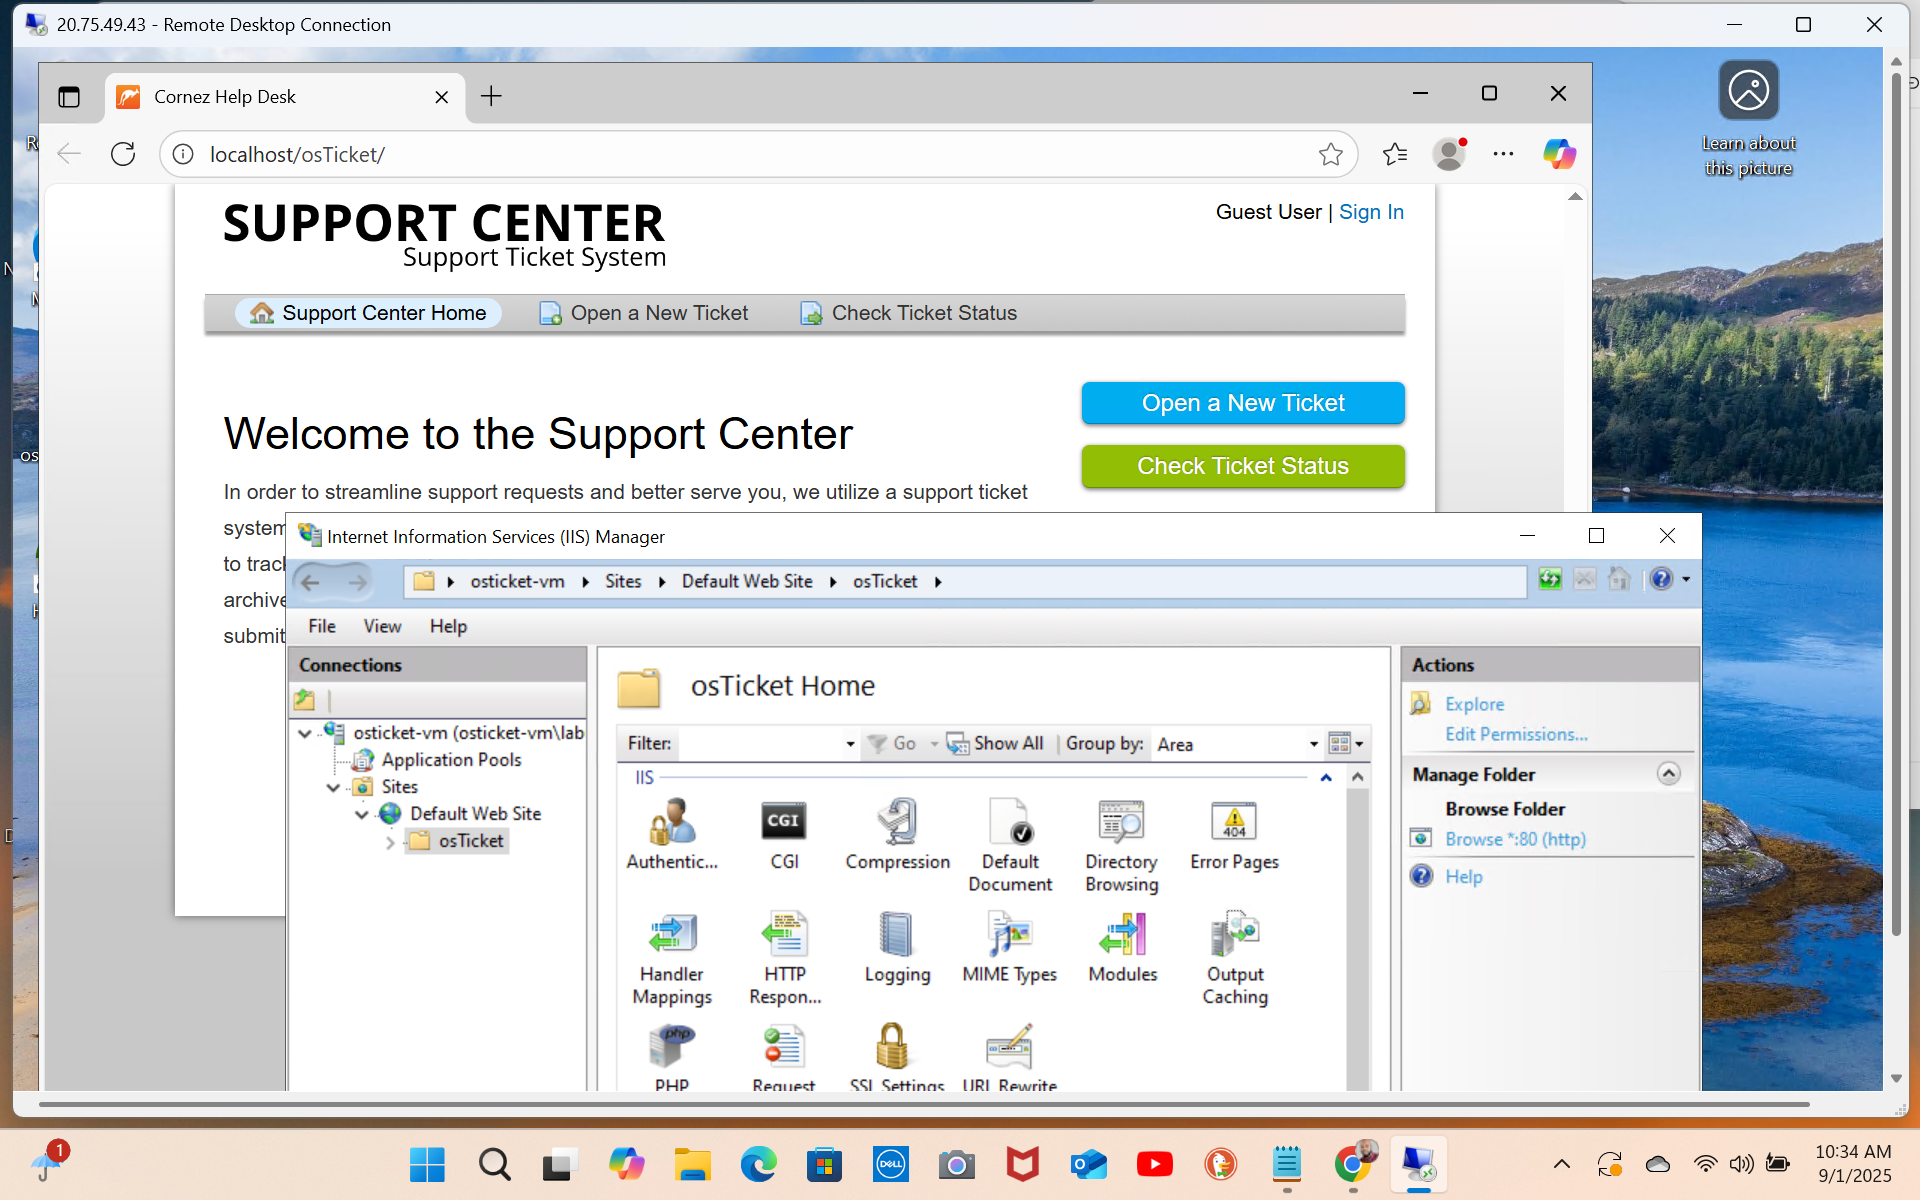 20.75.49.43 - Remote Desktop Connection
Cornez Help Desk
localhost/osTicket/
Learn about
this picture
SUPPORT CENTER
Support Ticket System
Guest User | Sign In
Support Center Home
Open a New Ticket
Check Ticket Status
Welcome to the Support Center
Open a New Ticket
Check Ticket Status
In order to streamline support requests and better serve you, we utilize a support ticket
system
to track
archive
submit
os
Internet Information Services (IIS) Manager
osticket-vm
Sites
Default Web Site
osTicket
File
View
Help
Connections
osticket-vm (osticket-vm\lab
Application Pools
Sites
Default Web Site
osTicket
osTicket Home
Filter:
Go
Show All
Group by:
Area
IIS
Authentic...
CGI
CGI
Compression
Default
Document
Directory
Browsing
404
Error Pages
Handler
Mappings
HTTP
Respon...
Logging
MIME Types
Modules
Output
Caching
php
PHP
Request
SSL Settings
URL Rewrite
Actions
Explore
Edit Permissions...
Manage Folder
Browse Folder
Browse *:80 (http)
Help
1
DELL
10:34 AM
9/1/2025